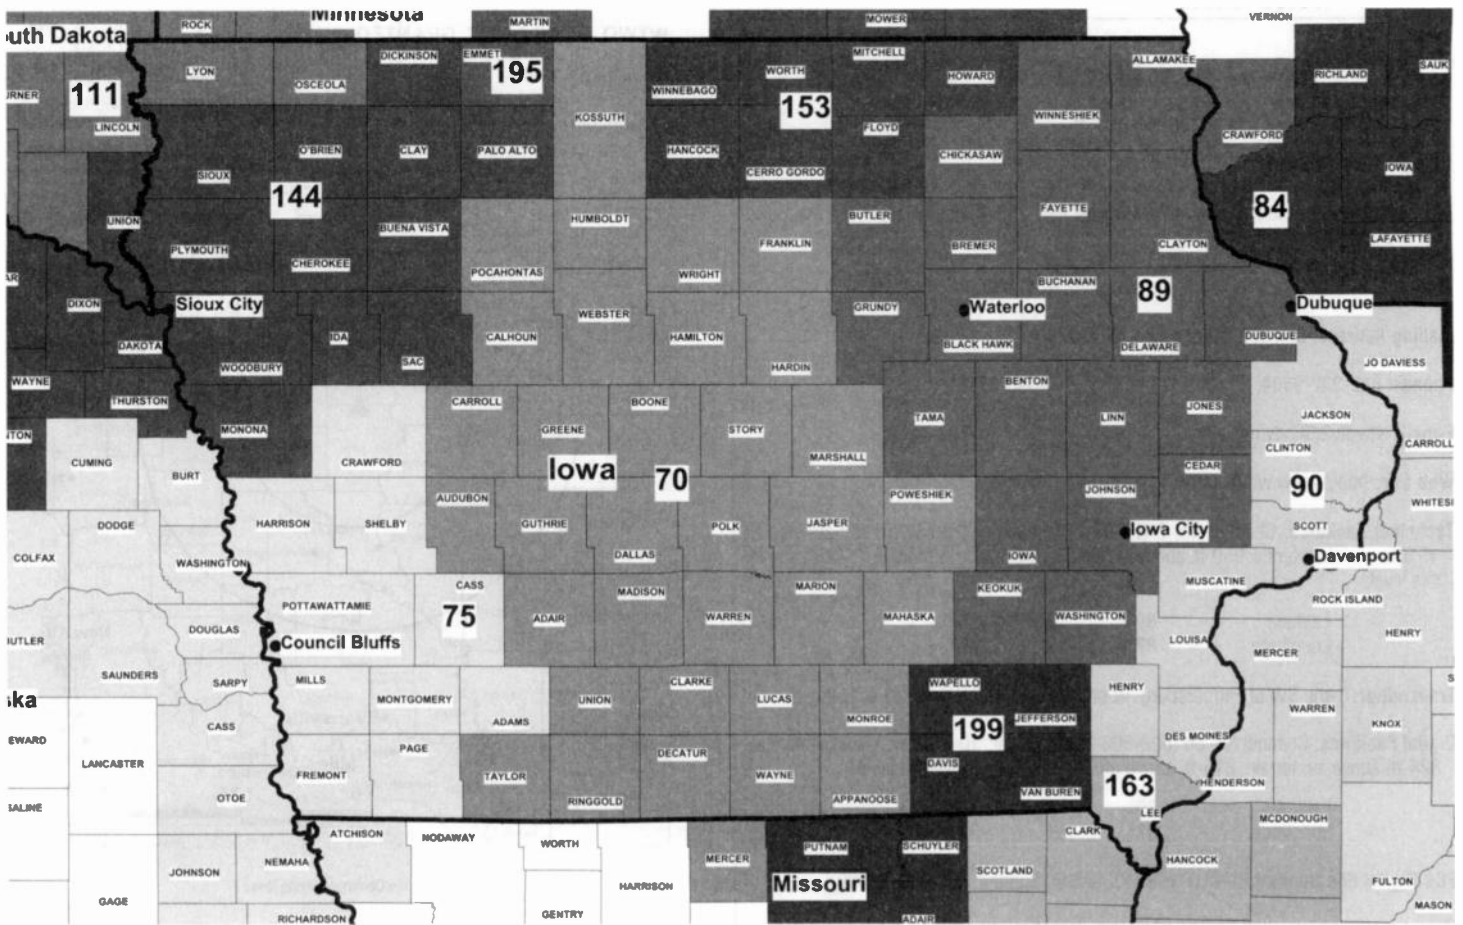 Minnesota
outh Dakota
ROCK
MARTIN
MOWER
VERNON
LYON
OSCEOLA
DICKINSON
EMMET
195
KOSSUTH
WINNEBAGO
WORTH
MITCHELL
HOWARD
ALLAMAKEE
RICHLAND
SAUK
URNER
111
LINCOLN
153
WINNESHIEK
CRAWFORD
SIOUX
O'BRIEN
CLAY
PALO ALTO
HANCOCK
CERRO GORDO
FLOYD
CHICKASAW
IOWA
144
UNION
PLYMOUTH
CHEROKEE
BUENA VISTA
POCAHONTAS
HUMBOLDT
WRIGHT
FRANKLIN
BUTLER
BREMER
FAYETTE
CLAYTON
84
LAFAYETTE
AR
DIXON
Sioux City
DAKOTA
WOODBURY
IDA
SAC
CALHOUN
WEBSTER
HAMILTON
HARDIN
GRUNDY
Waterloo
BLACK HAWK
BUCHANAN
89
DELAWARE
DUBUQUE
Dubuque
JO DAVIESS
WAYNE
THURSTON
MONONA
CRAWFORD
CARROLL
GREENE
BOONE
STORY
MARSHALL
TAMA
BENTON
LINN
JONES
JACKSON
NTON
CUMING
BURT
CLINTON
CARROLL
Iowa
70
HARRISON
SHELBY
AUDUBON
GUTHRIE
DALLAS
POLK
JASPER
POWESHIEK
IOWA
JOHNSON
CEDAR
90
SCOTT
WHITESI
DODGE
COLFAX
WASHINGTON
Iowa City
Davenport
MUSCATINE
ROCK ISLAND
POTTAWATTAMIE
CASS
75
ADAIR
MADISON
WARREN
MARION
MAHASKA
KEOKUK
WASHINGTON
LOUISA
MERCER
HENRY
DOUGLAS
UTLER
Council Bluffs
SAUNDERS
SARPY
MILLS
MONTGOMERY
ADAMS
UNION
CLARKE
LUCAS
MONROE
WAPELLO
JEFFERSON
199
HENRY
DES MOINES
WARREN
KNOX
S
ska
CASS
EWARD
LANCASTER
PAGE
FREMONT
TAYLOR
RINGGOLD
DECATUR
WAYNE
APPANOOSE
DAVIS
VAN BUREN
163
LEE
HENDERSON
OTOE
SALINE
ATCHISON
NODAWAY
WORTH
MERCER
PUTNAM
SCHUYLER
CLARK
MCDONOUGH
NEMAHA
JOHNSON
HARRISON
Missouri
SCOTLAND
HANCOCK
FULTON
GAGE
RICHARDSON
GENTRY
ADAIR
MASON